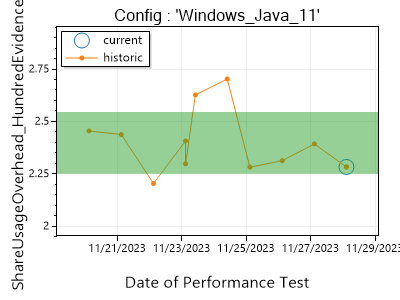 Config : 'Windows_Java_11'
current
historic
ShareUsageOverhead_HundredEvidence
2.75
2.5
2.25
2
11/21/2023
11/23/2023
11/25/2023
11/27/2023
11/29/2023
Date of Performance Test